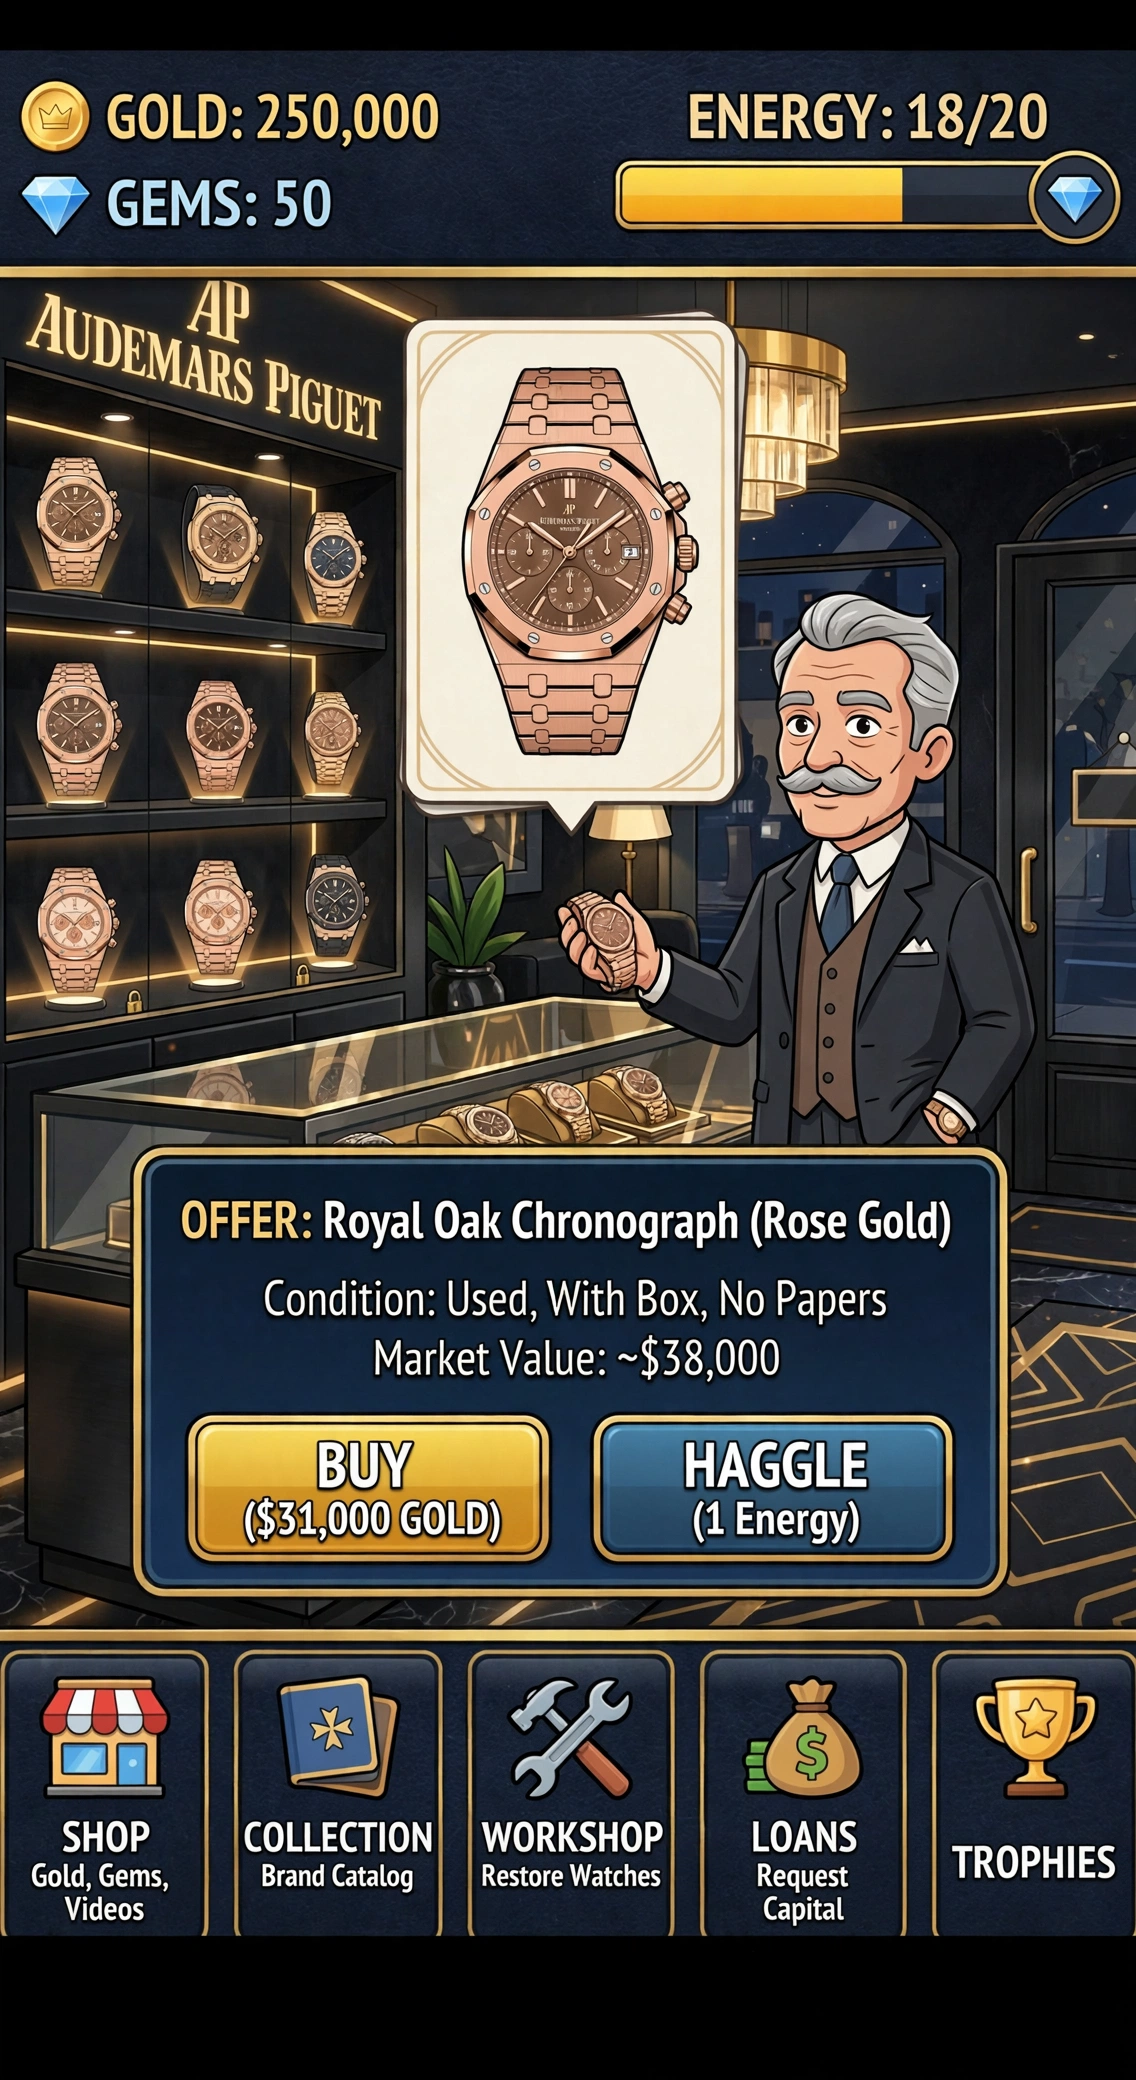 GOLD: 250,000
GEMS: 50
ENERGY: 18/20
AP
AUDEMARS PIGUET
AP
OFFER: Royal Oak Chronograph (Rose Gold)
Condition: Used, With Box, No Papers
Market Value: ~$38,000
BUY
($31,000 GOLD)
HAGGLE
(1 Energy)
SHOP
Gold, Gems,
Videos
COLLECTION
Brand Catalog
WORKSHOP
Restore Watches
$
LOANS
Request
Capital
TROPHIES